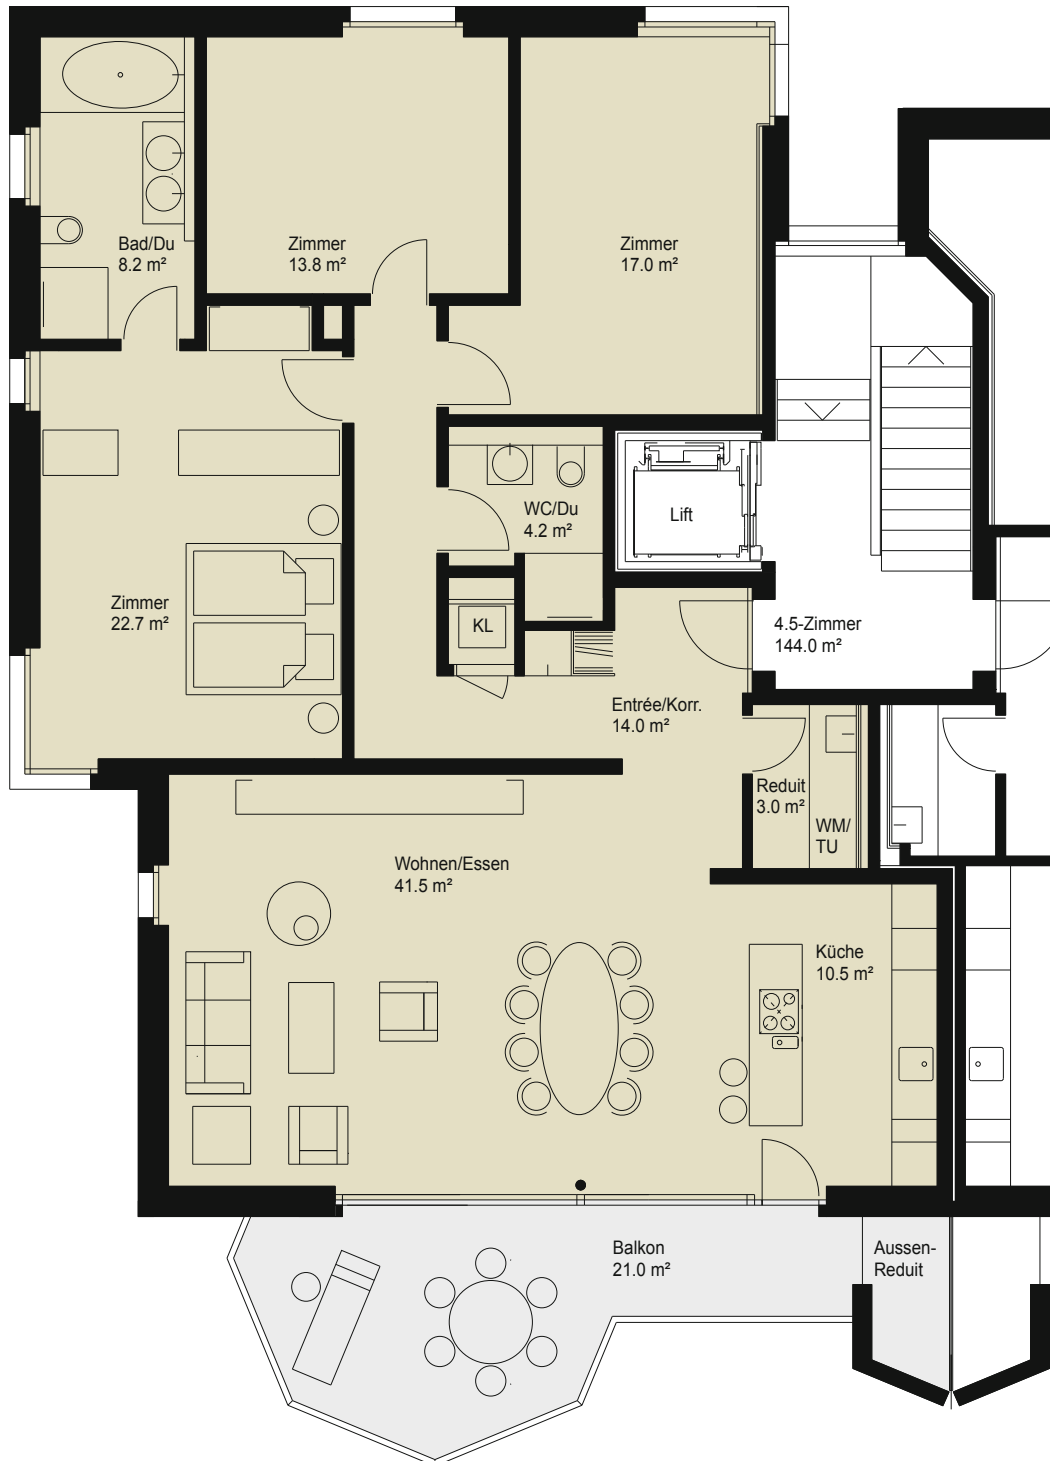 Bad/Du
8.2 m²
Zimmer
13.8 m²
Zimmer
17.0 m²
WC/Du
4.2 m²
Lift
Zimmer
22.7 m²
KL
4.5-Zimmer
144.0 m²
Entrée/Korr.
14.0 m²
Reduit
3.0 m²
WM/
TU
Wohnen/Essen
41.5 m²
Küche
10.5 m²
Balkon
21.0 m²
Aussen-
Reduit